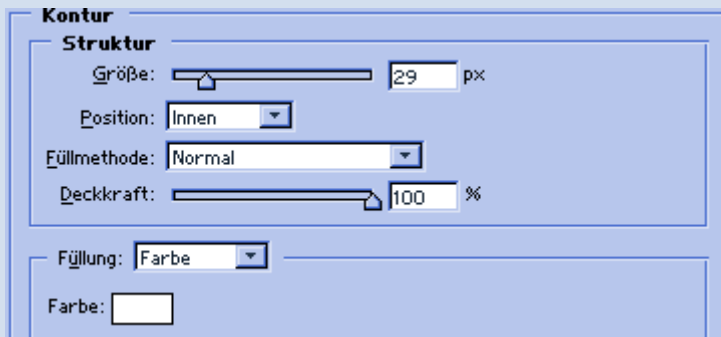 Kontur
Struktur
Größe: 29 px
Position: Innen
Füllmethode: Normal
Deckkraft: 100 %
Füllung: Farbe
Farbe: